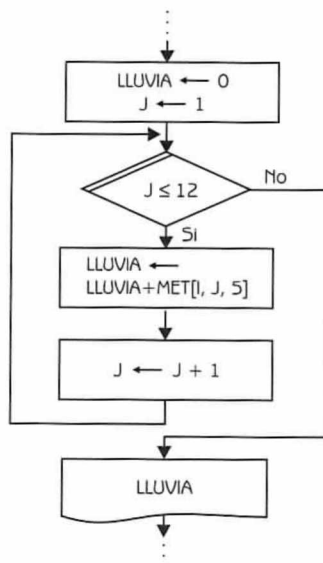 LLUVIA ← 0
J ← 1
J ≤ 12
No
Si
LLUVIA ←
LLUVIA+MET[I, J, 5]
J ← J + 1
LLUVIA